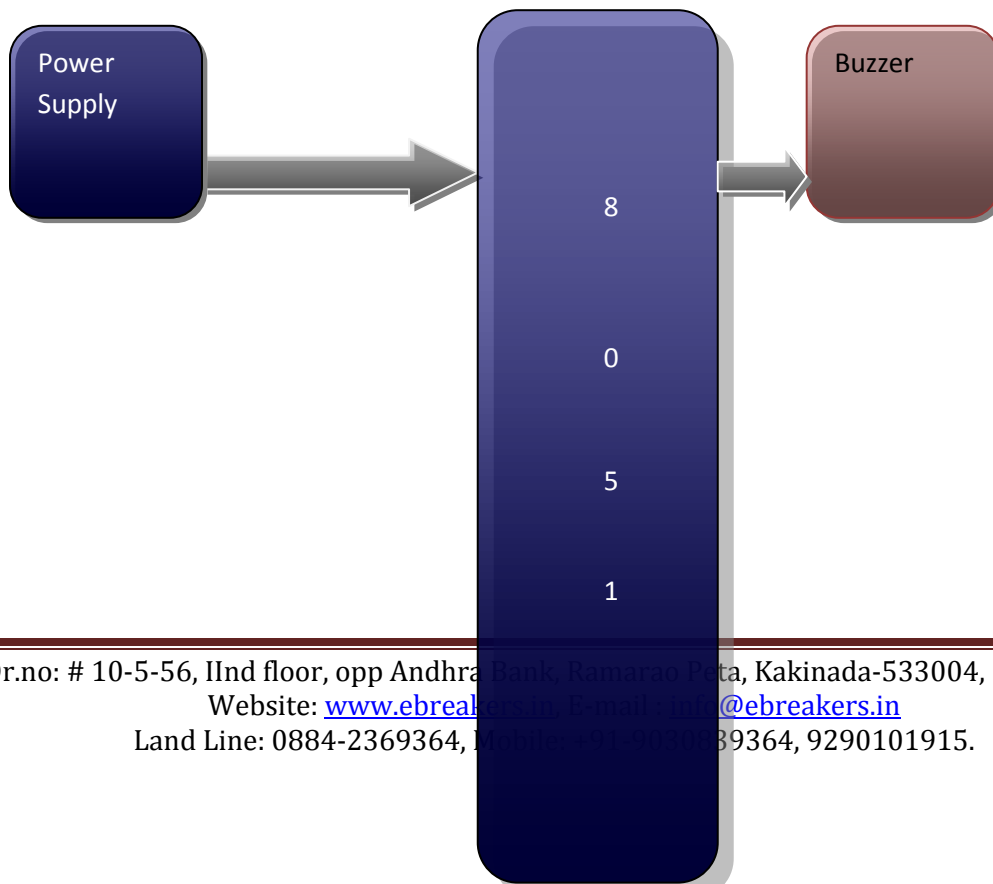 Power
Supply
Buzzer
8
0
5
1
r.no: # 10-5-56, IInd floor, opp Andhra Bank, Ramarao Peta, Kakinada-533004,
Website: www.ebreakers.in, E-mail : info@ebreakers.in
Land Line: 0884-2369364, Mobile: +91-9030839364, 9290101915.